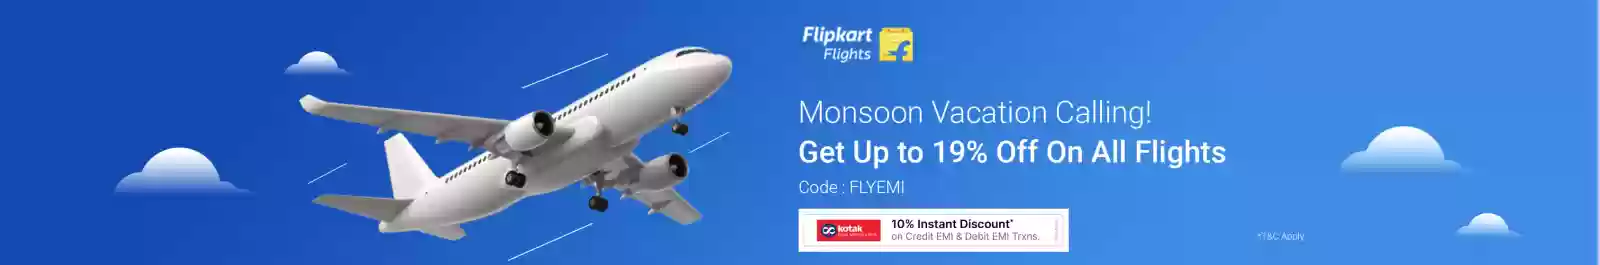 Flipkart
Flights
Monsoon Vacation Calling!
Get Up to 19% Off On All Flights
Code : FLYEMI
kotak
10% Instant Discount*
on Credit EMI & Debit EMI Trxns.
*T&C Apply